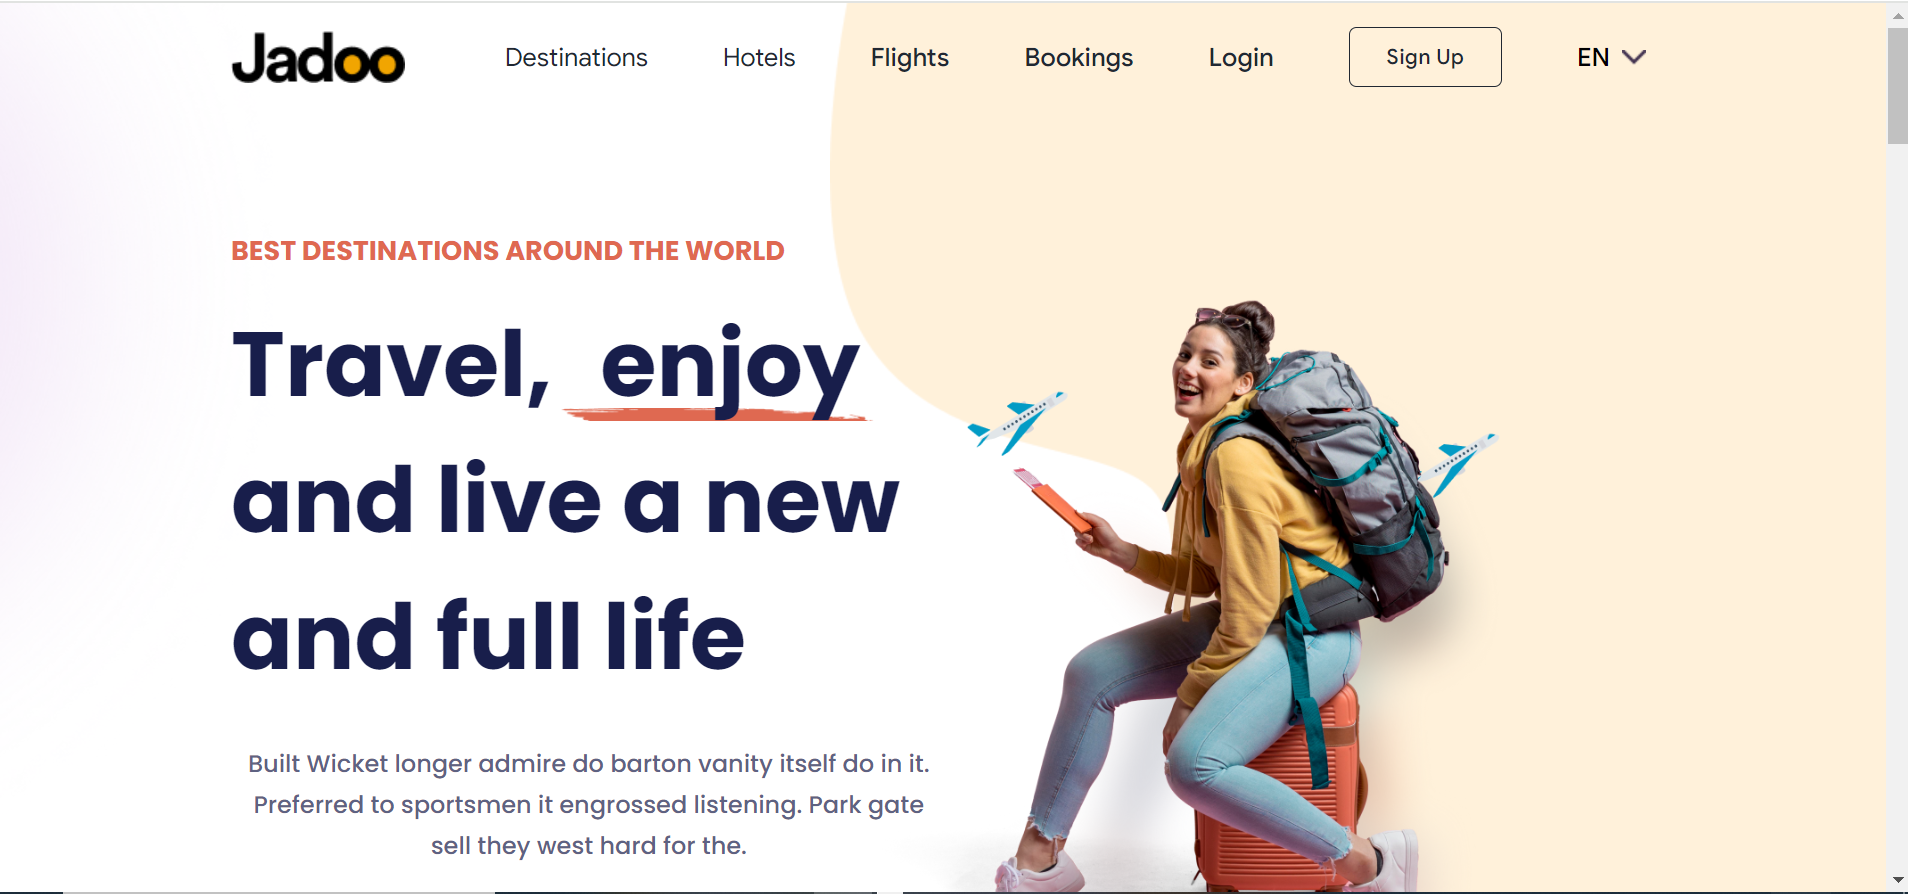 Jadoo Destinations Hotels Flights Bookings Login Sign Up EN
BEST DESTINATIONS AROUND THE WORLD
Travel, enjoy
and live a new
and full life
Built Wicket longer admire do barton vanity itself do in it.
Preferred to sportsmen it engrossed listening. Park gate
sell they west hard for the.